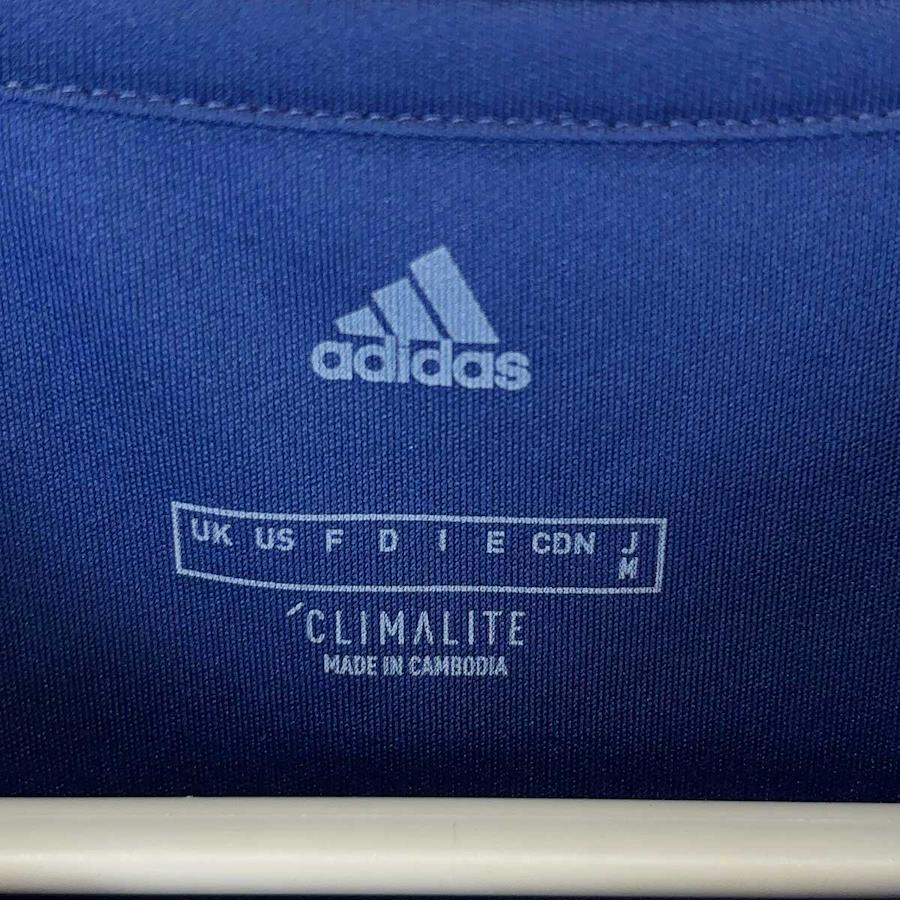 adidas
UK US F D I E CDN J
M
´CLIMALITE
MADE IN CAMBODIA